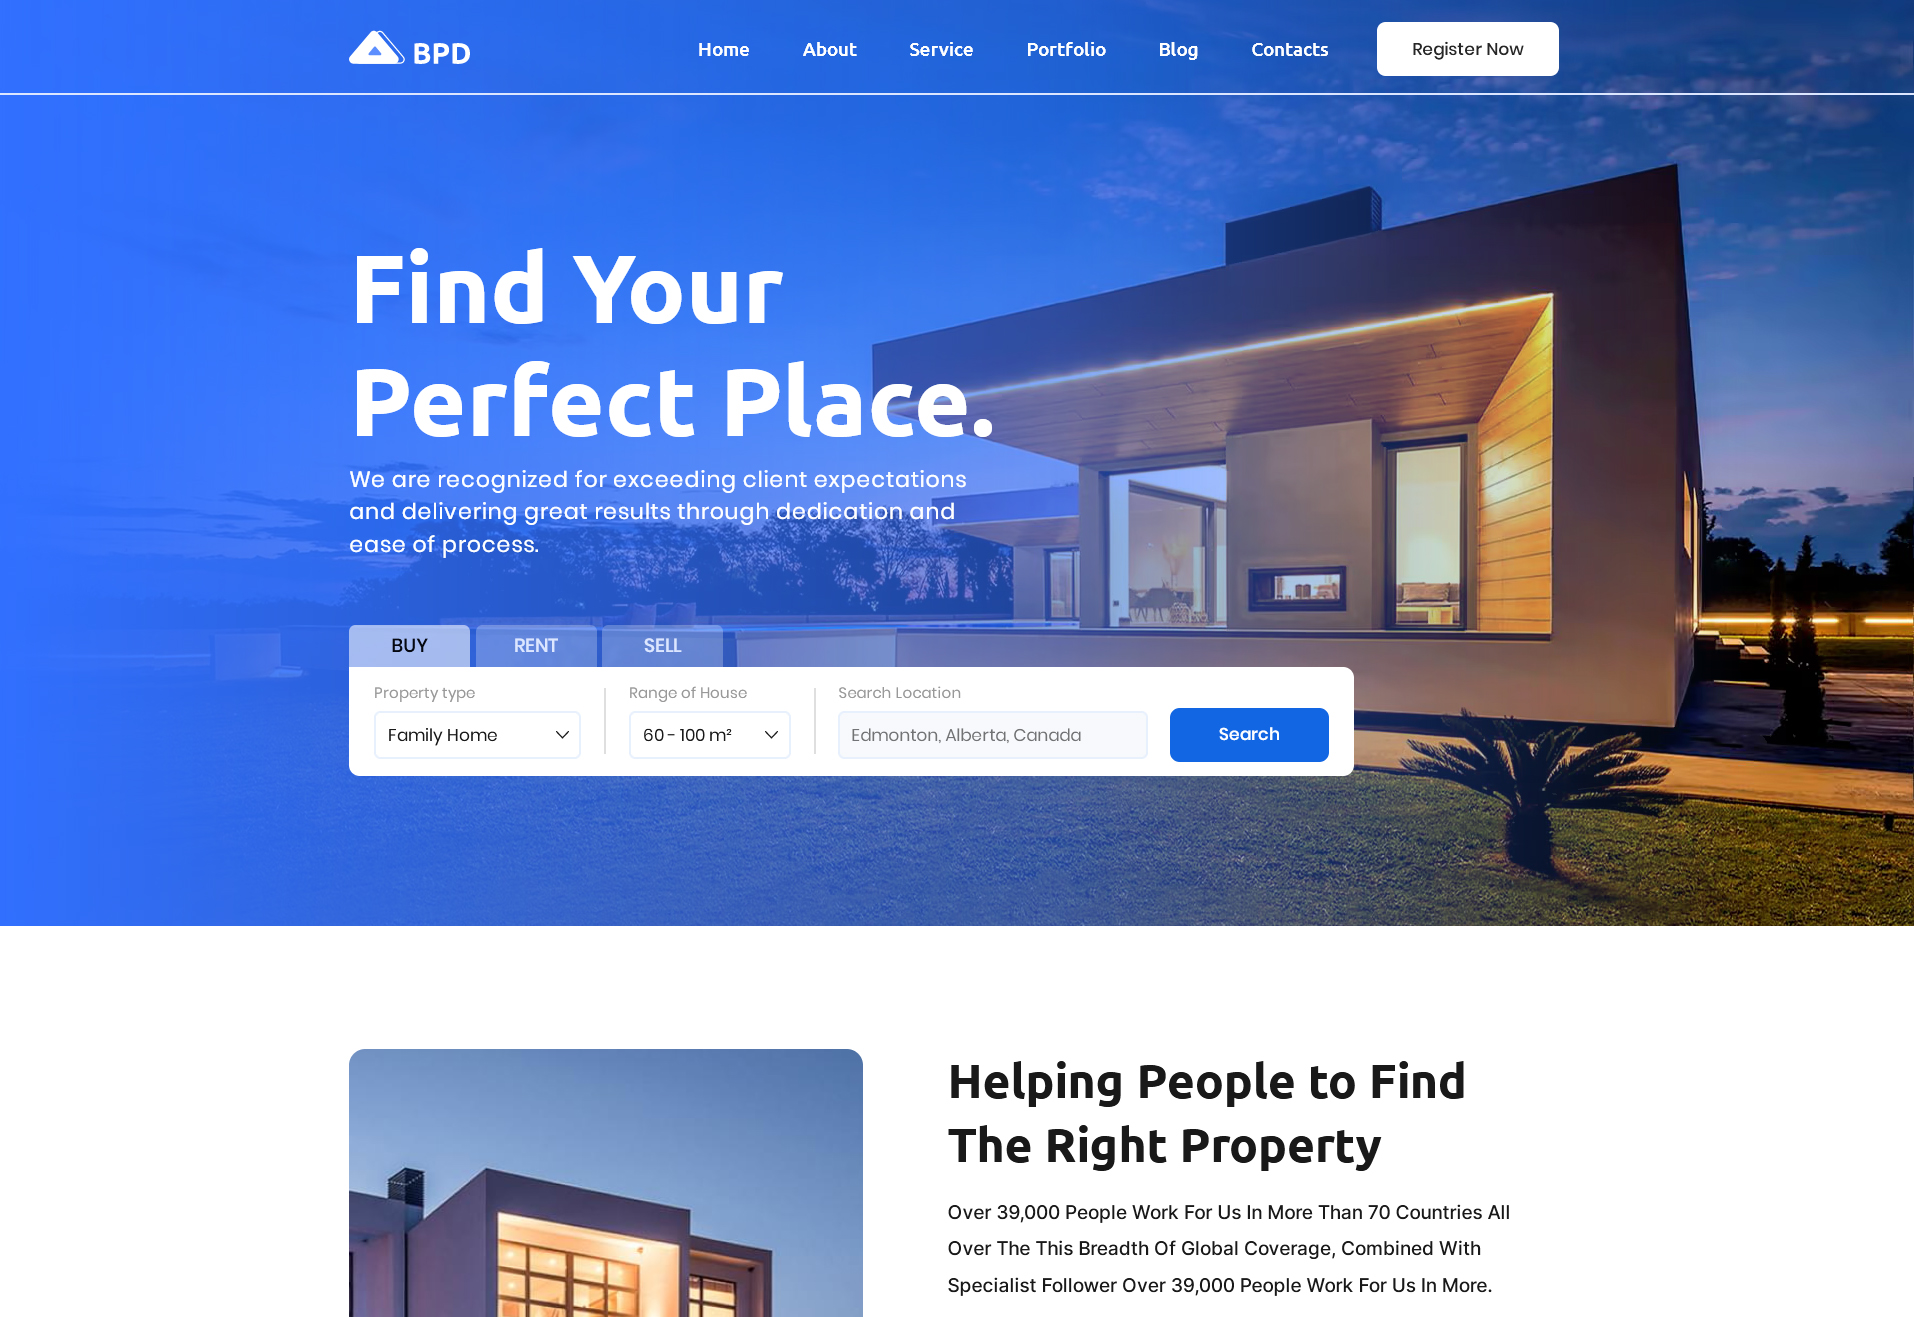 BPD
Home
About
Service
Portfolio
Blog
Contacts
Register Now
Find Your
Perfect Place.
We are recognized for exceeding client expectations
and delivering great results through dedication and
ease of process.
BUY
RENT
SELL
Property type
Range of House
Search Location
Family Home
60 - 100 m²
Edmonton, Alberta, Canada
Search
Helping People to Find
The Right Property
Over 39,000 People Work For Us In More Than 70 Countries All
Over The This Breadth Of Global Coverage, Combined With
Specialist Follower Over 39,000 People Work For Us In More.